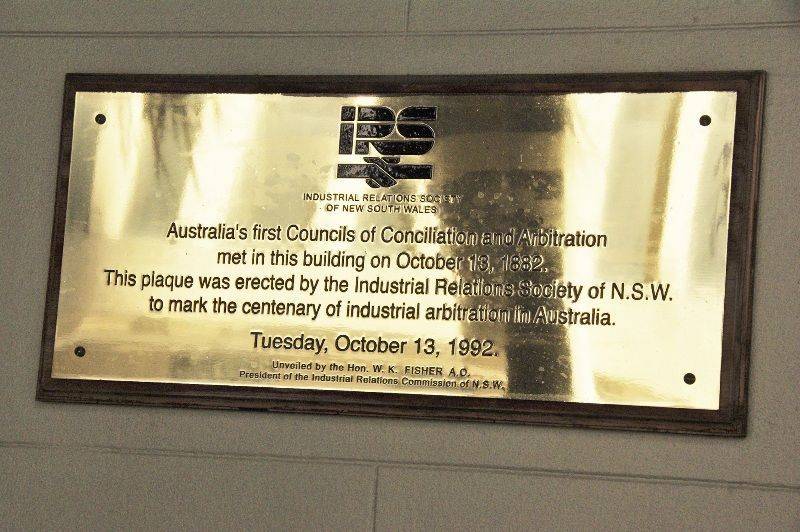 IRS
INDUSTRIAL RELATIONS SOCIETY
OF NEW SOUTH WALES
Australia's first Councils of Conciliation and Arbitration
met in this building on October 13, 1882.
This plaque was erected by the Industrial Relations Society of N.S.W.
to mark the centenary of industrial arbitration in Australia.
Tuesday, October 13, 1992.
Unveiled by the Hon. W. K. FISHER A.O.
President of the Industrial Relations Commission of N.S.W.